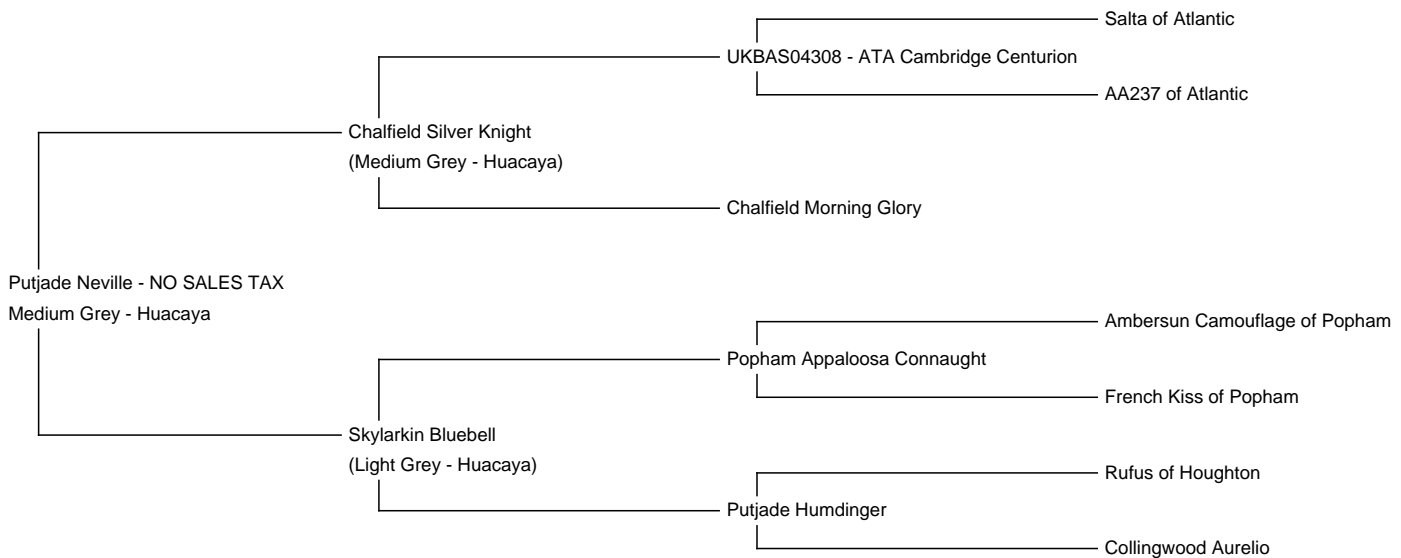 Salta of Atlantic
UKBAS04308 - ATA Cambridge Centurion
AA237 of Atlantic
Chalfield Silver Knight
(Medium Grey - Huacaya)
Chalfield Morning Glory
Putjade Neville - NO SALES TAX
Medium Grey - Huacaya
Ambersun Camouflage of Popham
Popham Appaloosa Connaught
French Kiss of Popham
Skylarkin Bluebell
(Light Grey - Huacaya)
Rufus of Houghton
Putjade Humdinger
Collingwood Aurelio